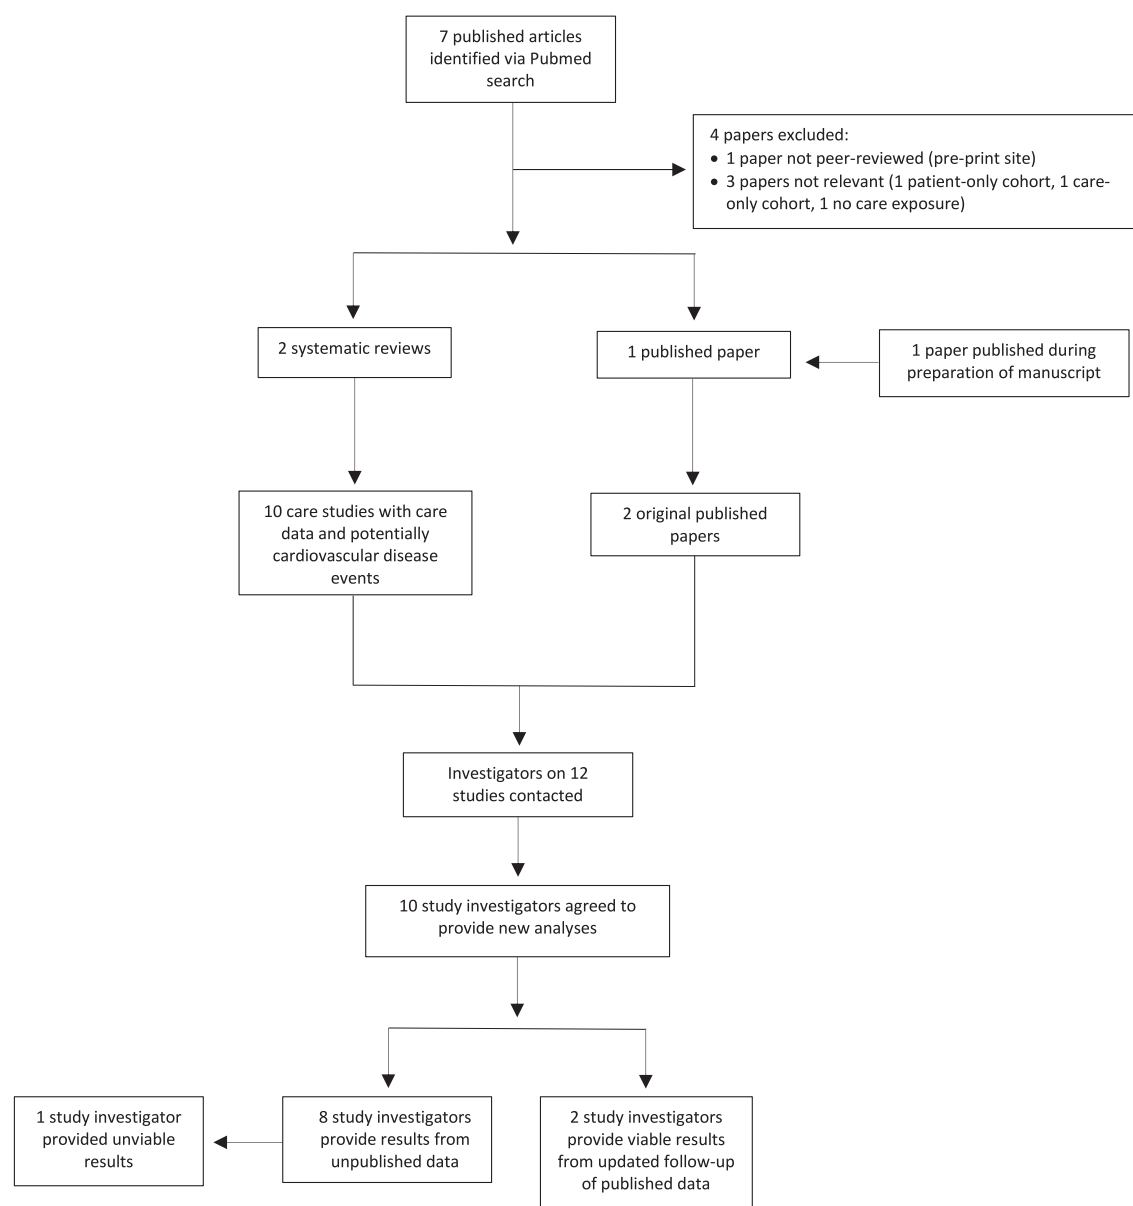 7 published articles
identified via Pubmed
search
4 papers excluded:
• 1 paper not peer-reviewed (pre-print site)
• 3 papers not relevant (1 patient-only cohort, 1 care-
only cohort, 1 no care exposure)
2 systematic reviews
1 published paper
1 paper published during
preparation of manuscript
10 care studies with care
data and potentially
cardiovascular disease
events
2 original published
papers
Investigators on 12
studies contacted
10 study investigators agreed to
provide new analyses
1 study investigator
provided unviable
results
8 study investigators
provide results from
unpublished data
2 study investigators
provide viable results
from updated follow-up
of published data